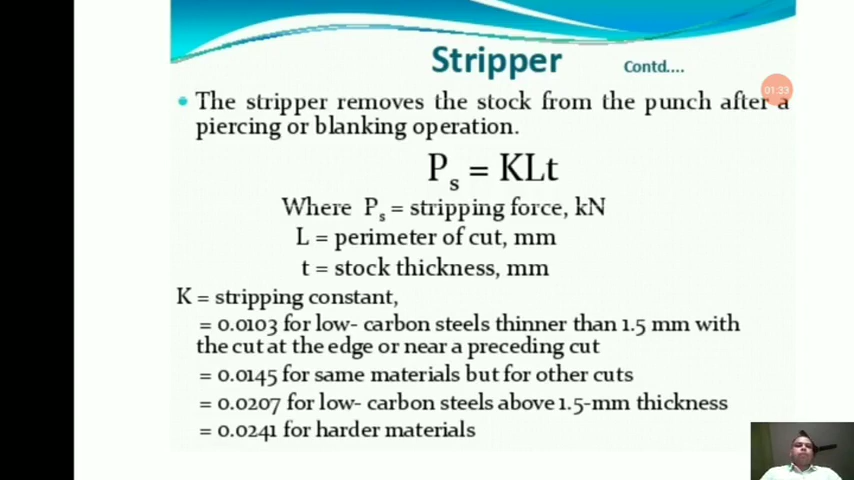 Stripper Contd....
01:33
• The stripper removes the stock from the punch after a
piercing or blanking operation.
Ps = KLt
Where Ps = stripping force, kN
L = perimeter of cut, mm
t = stock thickness, mm
K = stripping constant,
= 0.0103 for low- carbon steels thinner than 1.5 mm with
the cut at the edge or near a preceding cut
= 0.0145 for same materials but for other cuts
= 0.0207 for low- carbon steels above 1.5-mm thickness
= 0.0241 for harder materials